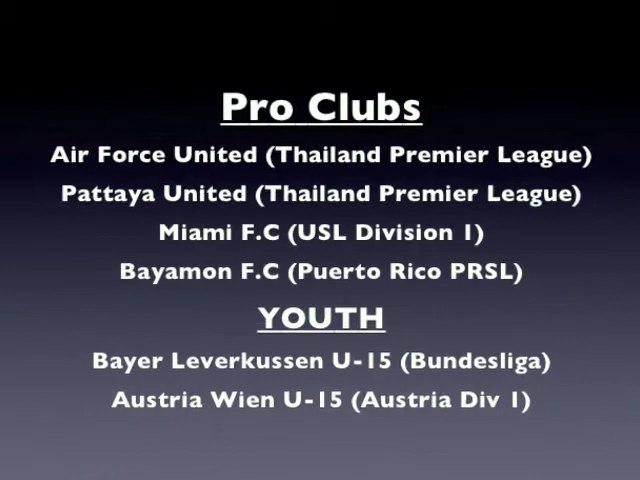 Pro Clubs
Air Force United (Thailand Premier League)
Pattaya United (Thailand Premier League)
Miami F.C (USL Division 1)
Bayamon F.C (Puerto Rico PRSL)
YOUTH
Bayer Leverkussen U-15 (Bundesliga)
Austria Wien U-15 (Austria Div 1)